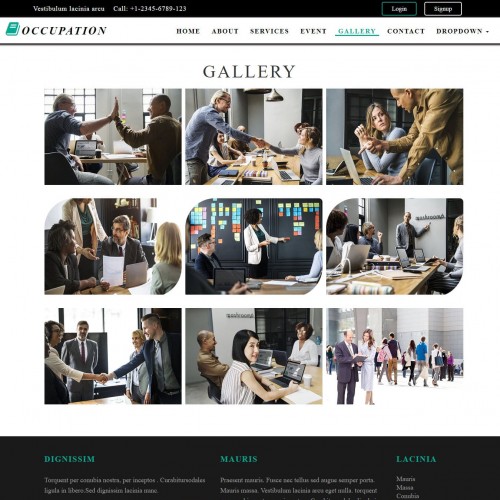 Vestibulum lacinia arcu Call: +1-2345-6789-123 Login Signup
OCCUPATION HOME ABOUT SERVICES EVENT GALLERY CONTACT DROPDOWN
GALLERY
DIGNISSIM MAURIS LACINIA
Torquent per conubia nostra, per inceptos . Curabitursodales
ligula in libero.Sed dignissim lacinia nunc.
Praesent mauris. Fusce nec tellus sed augue semper porta.
Mauris massa. Vestibulum lacinia arcu eget nulla. torquent
Mauris
Massa
Conubia